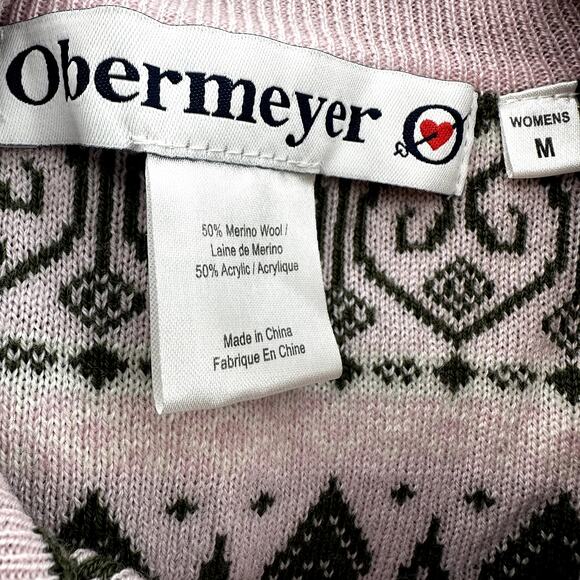 Obermeyer
WOMENS
M
50% Merino Wool /
Laine de Merino
50% Acrylic / Acrylique
Made in China
Fabrique En Chine